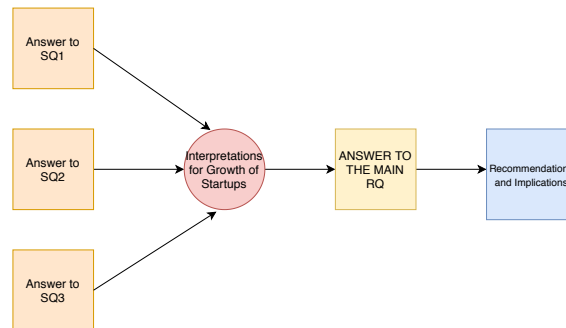 Answer to
SQ1
Answer to
SQ2
Answer to
SQ3
Interpretations
for Growth of
Startups
ANSWER TO
THE MAIN
RQ
Recommendation
and Implications